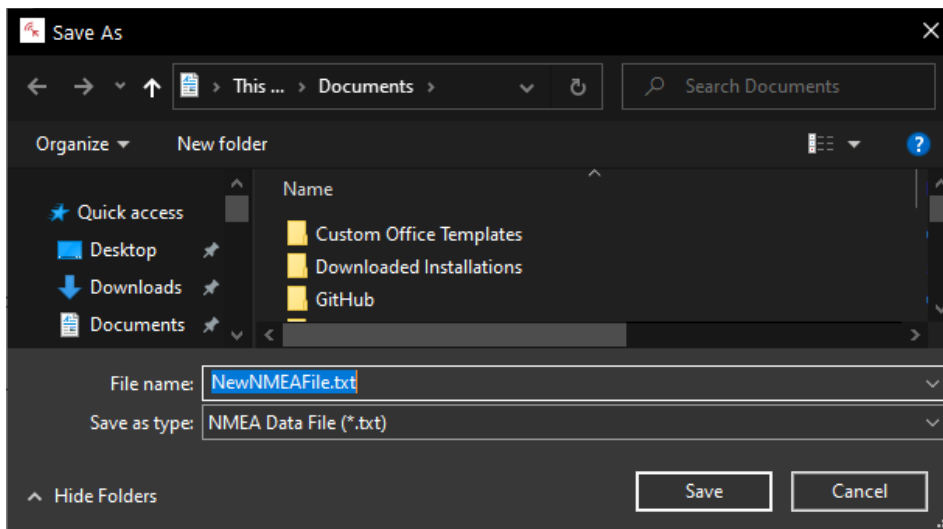 Save As
This ... > Documents >
Search Documents
Organize
New folder
?
Name
Quick access
Desktop
Downloads
Documents
Custom Office Templates
Downloaded Installations
GitHub
File name: NewNMEAFile.txt
Save as type: NMEA Data File (*.txt)
Hide Folders
Save
Cancel